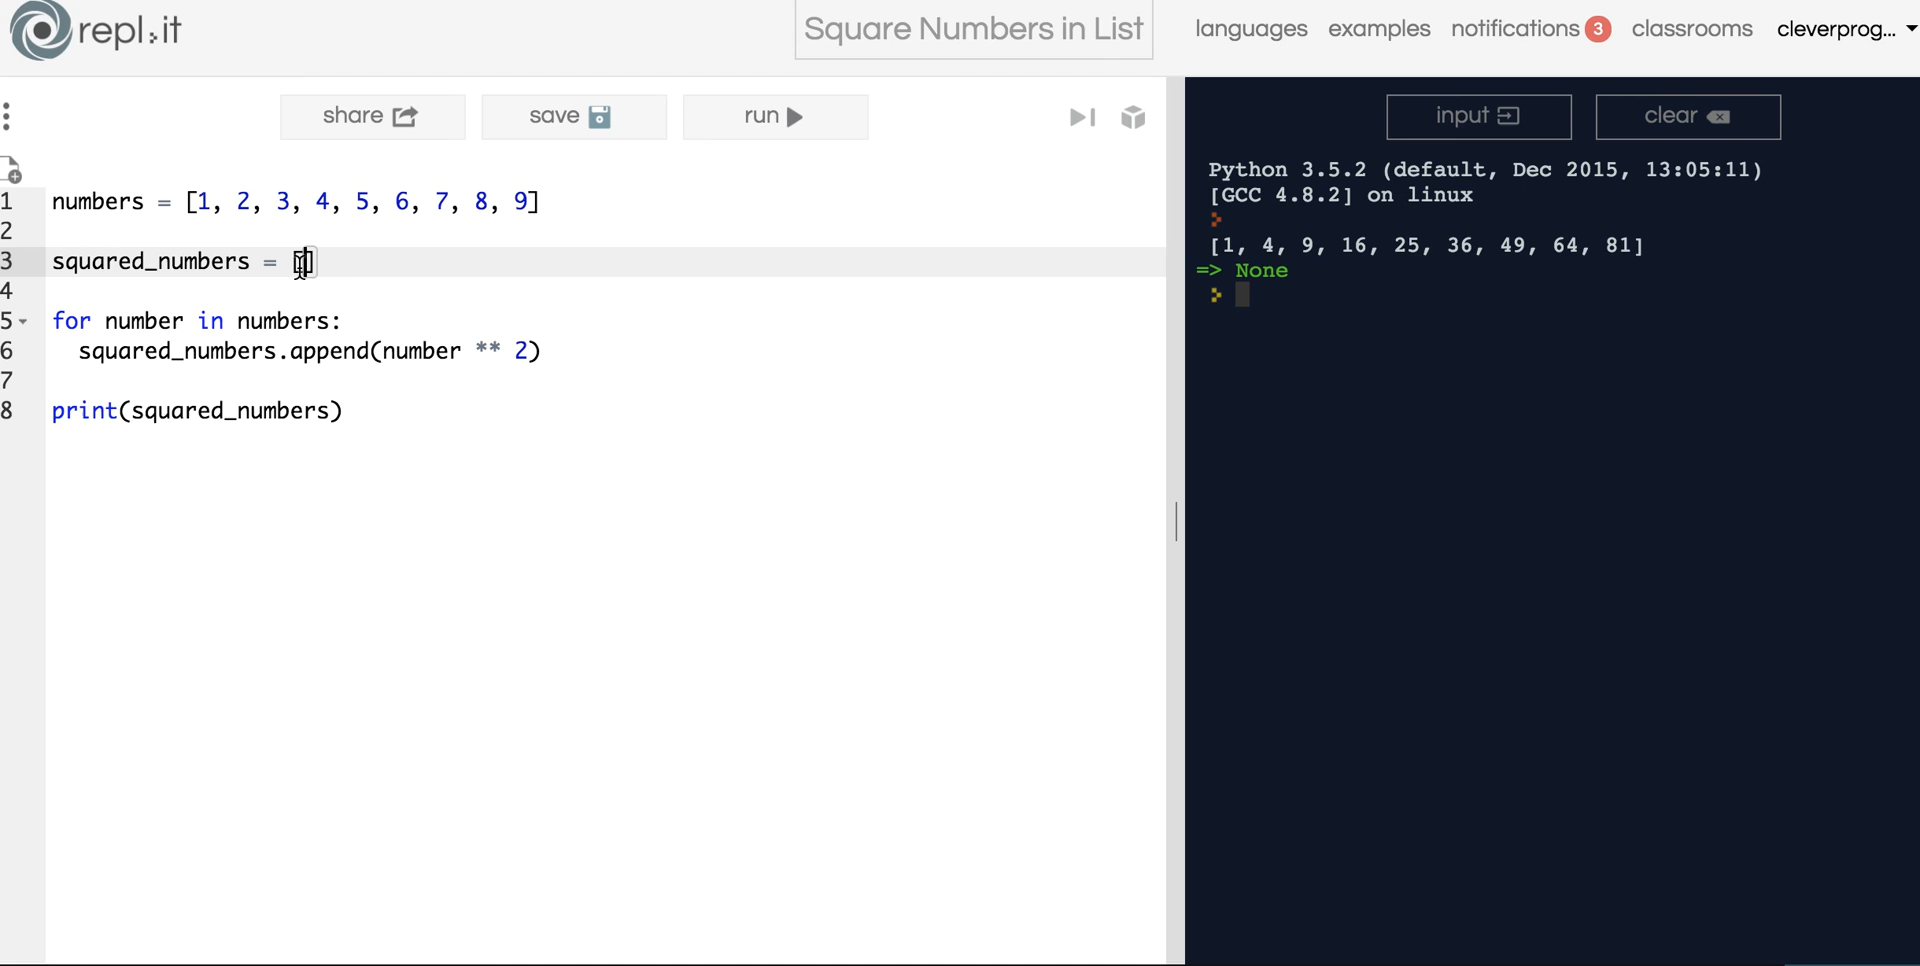 repl.it
Square Numbers in List
languages examples notifications 3 classrooms cleverprog...
share save run
input clear
1 numbers = [1, 2, 3, 4, 5, 6, 7, 8, 9]
2
3 squared_numbers = []
4
5 for number in numbers:
6 squared_numbers.append(number ** 2)
7
8 print(squared_numbers)
Python 3.5.2 (default, Dec 2015, 13:05:11)
[GCC 4.8.2] on linux
[1, 4, 9, 16, 25, 36, 49, 64, 81]
=> None